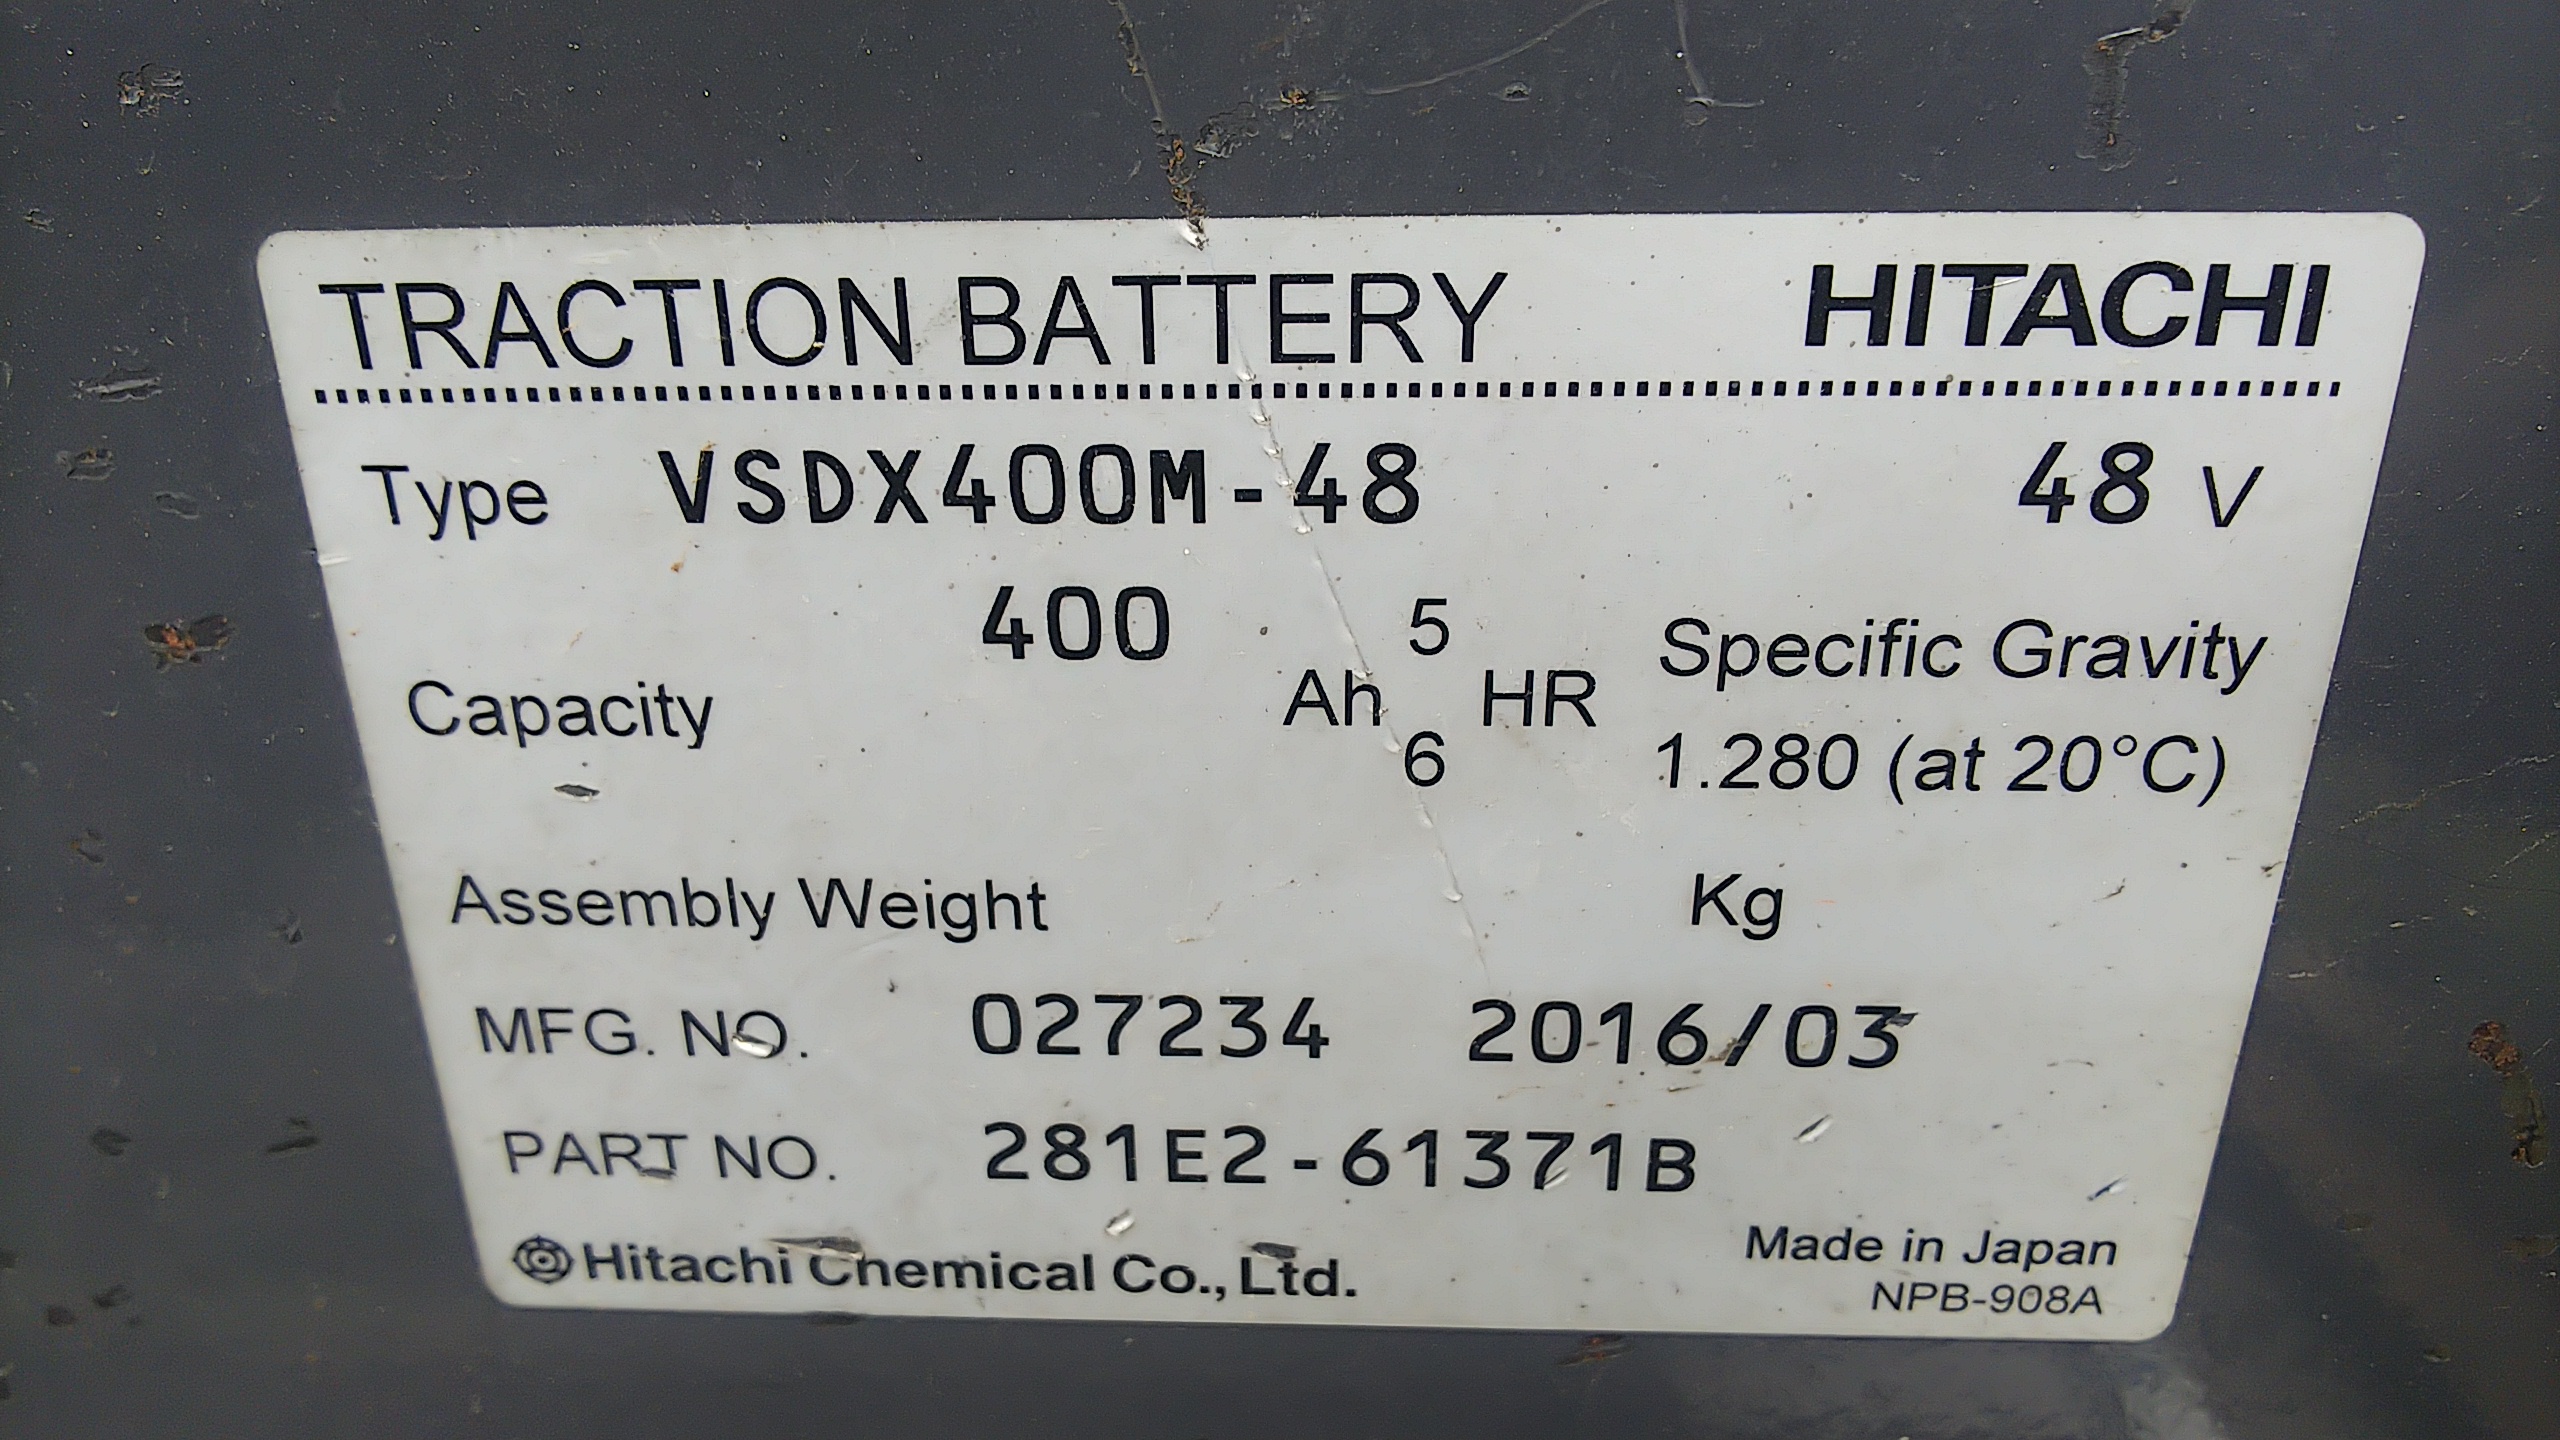 TRACTION BATTERY HITACHI
Type VSDX400M-48 48 V
400
Capacity Ah 5 HR Specific Gravity
6 1.280 (at 20°C)
Assembly Weight Kg
MFG. NO. 027234 2016/03
PART NO. 281E2-61371B
Hitachi Chemical Co., Ltd. Made in Japan
NPB-908A